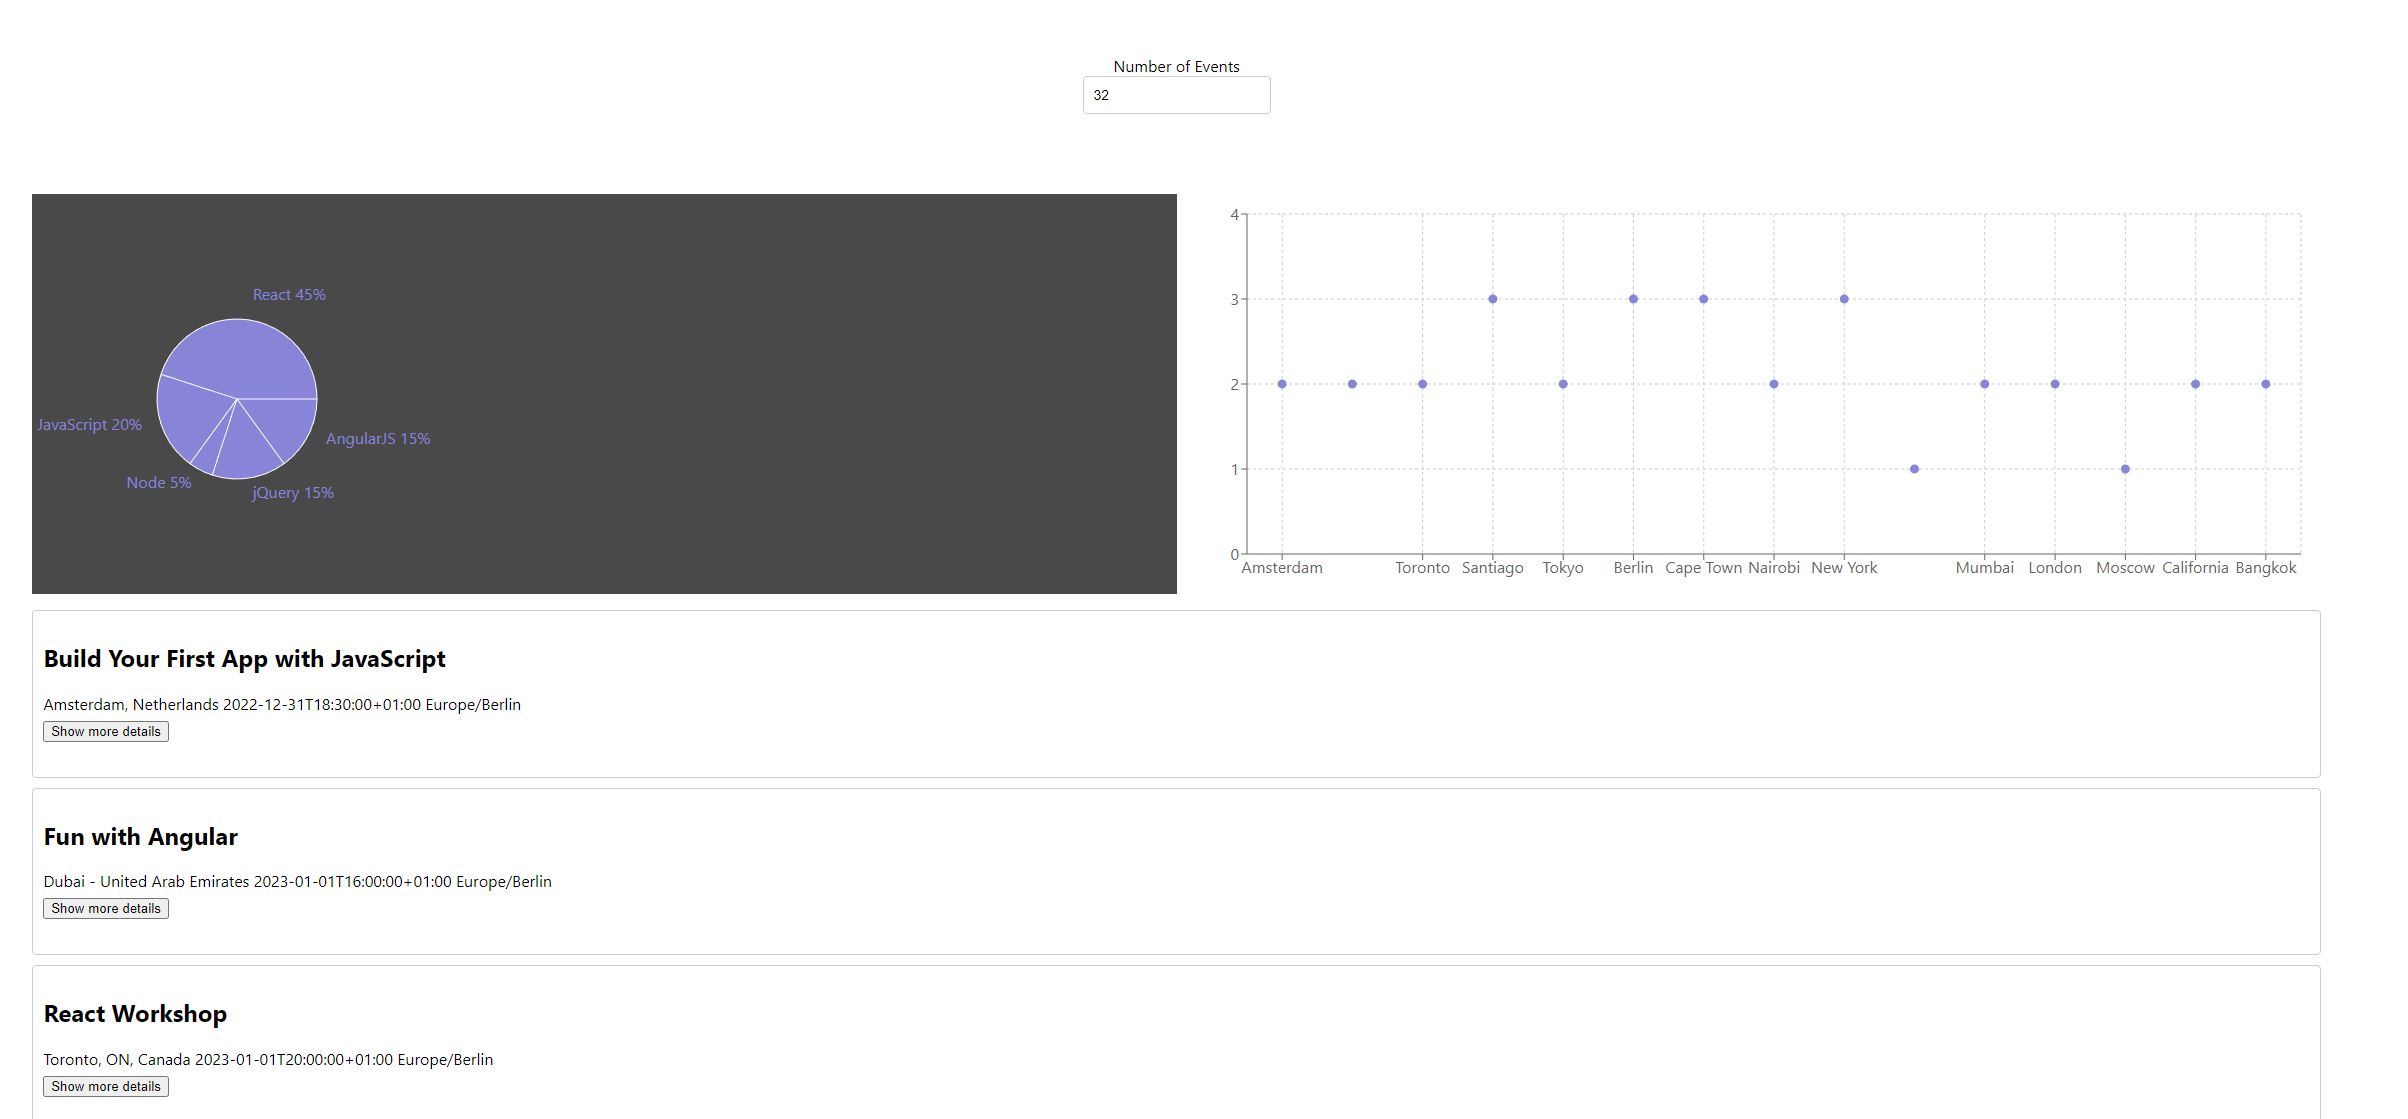 Number of Events
32
React 45%
JavaScript 20%
AngularJS 15%
Node 5%
jQuery 15%
4
3
2
1
0
Amsterdam Toronto Santiago Tokyo Berlin Cape Town Nairobi New York Mumbai London Moscow California Bangkok
Build Your First App with JavaScript
Amsterdam, Netherlands 2022-12-31T18:30:00+01:00 Europe/Berlin
Show more details
Fun with Angular
Dubai - United Arab Emirates 2023-01-01T16:00:00+01:00 Europe/Berlin
Show more details
React Workshop
Toronto, ON, Canada 2023-01-01T20:00:00+01:00 Europe/Berlin
Show more details